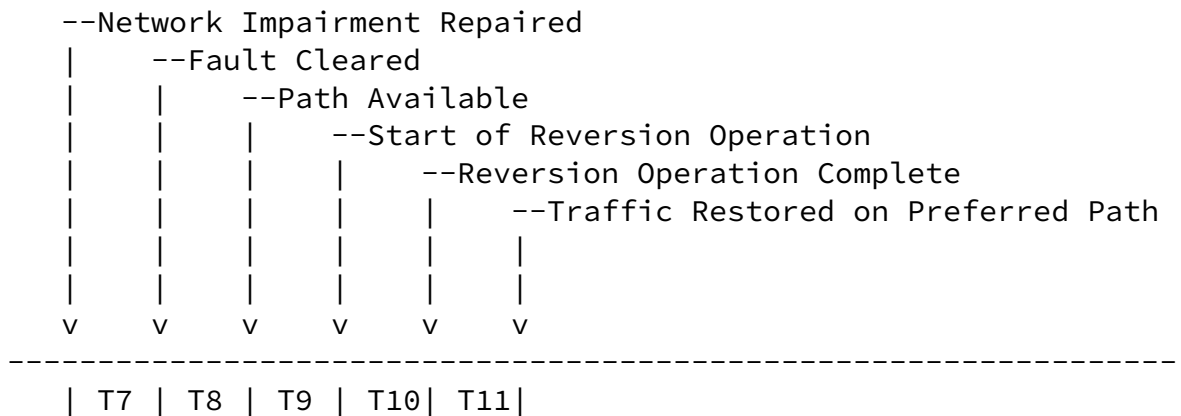 --Network Impairment Repaired
|    --Fault Cleared
|    |    --Path Available
|    |    |    --Start of Reversion Operation
|    |    |    |    --Reversion Operation Complete
|    |    |    |    |    --Traffic Restored on Preferred Path
|    |    |    |    |    |
|    |    |    |    |    |
v    v    v    v    v    v
-----------------------------------------------------------------
| T7 | T8 | T9 | T10| T11|